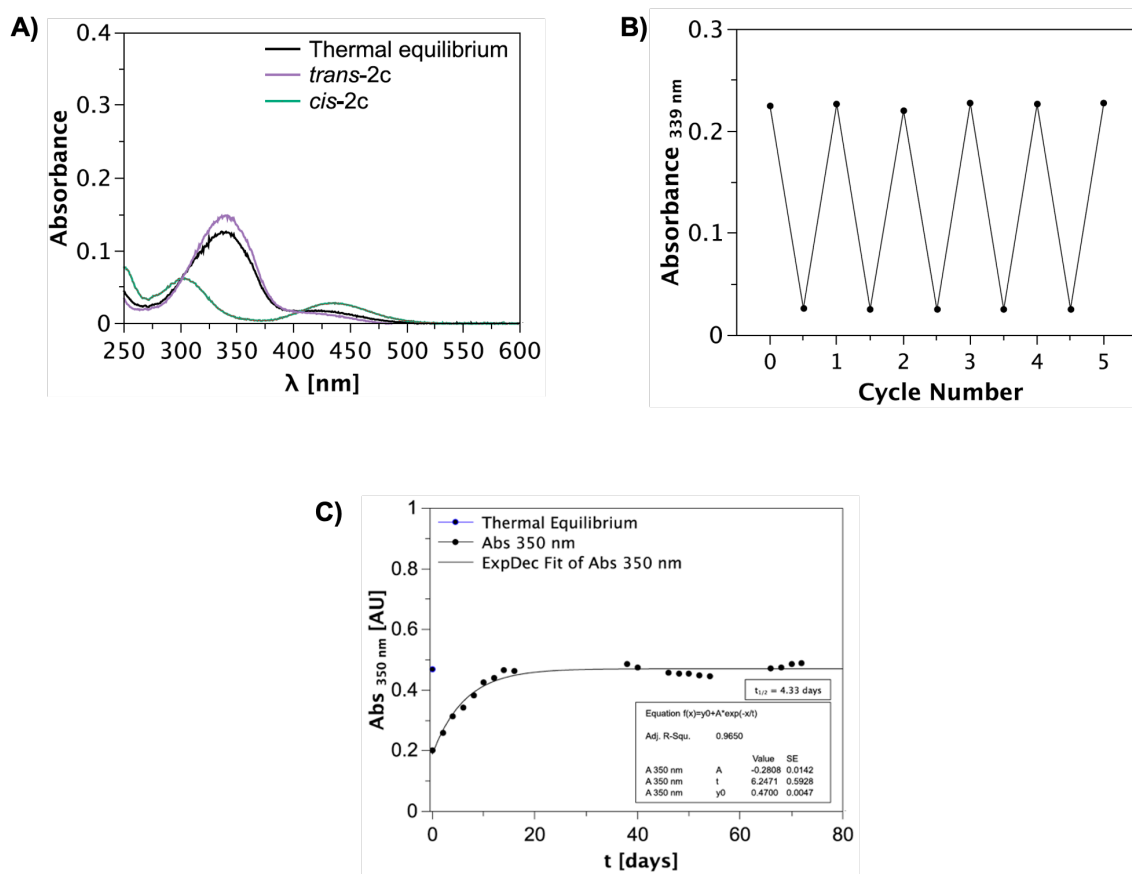 A)
Absorbance
0.4
0.3
0.2
0.1
0
Thermal equilibrium
trans-2c
cis-2c
250 300 350 400 450 500 550 600
λ [nm]
B)
Absorbance 339 nm
0.3
0.2
0.1
0
0 1 2 3 4 5
Cycle Number
C)
Abs 350 nm [AU]
1
0.8
0.6
0.4
0.2
0
Thermal Equilibrium
Abs 350 nm
ExpDec Fit of Abs 350 nm
t1/2 = 4.33 days
Equation f(x)=y0+A*exp(-x/t)
Adj. R-Squ. 0.9650
Value SE
A 350 nm A -0.2808 0.0142
A 350 nm t 6.2471 0.5928
A 350 nm y0 0.4700 0.0047
0 20 40 60 80
t [days]